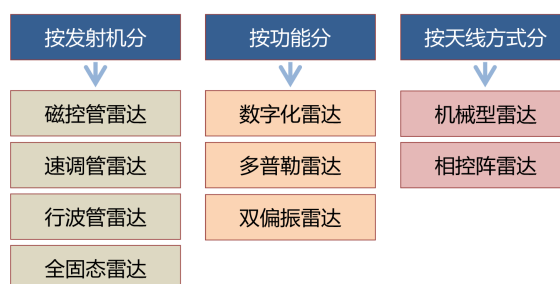 按发射机分
磁控管雷达
速调管雷达
行波管雷达
全固态雷达
按功能分
数字化雷达
多普勒雷达
双偏振雷达
按天线方式分
机械型雷达
相控阵雷达